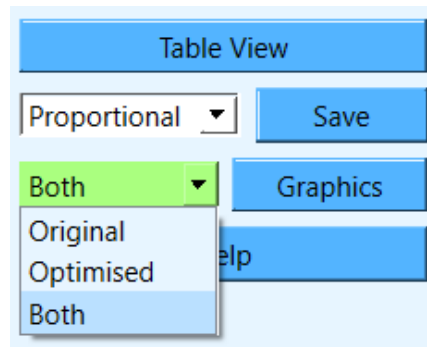 Table View
Proportional Save
Both Graphics
Original
elp
Optimised
Both